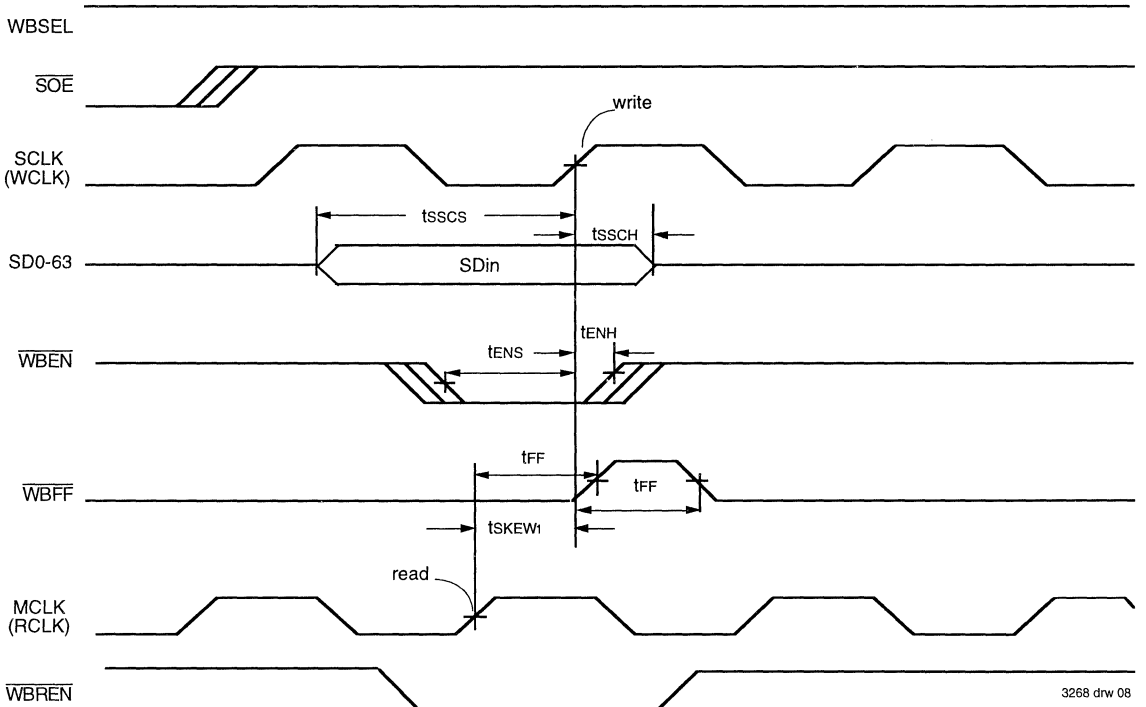 WBSEL
SOE
write
SCLK
(WCLK)
tSSCS
tSSCH
SD0-63
SDin
tENH
WBEN
tENS
tFF
WBFF
tFF
tSKEW1
read
MCLK
(RCLK)
WBREN
3268 drw 08